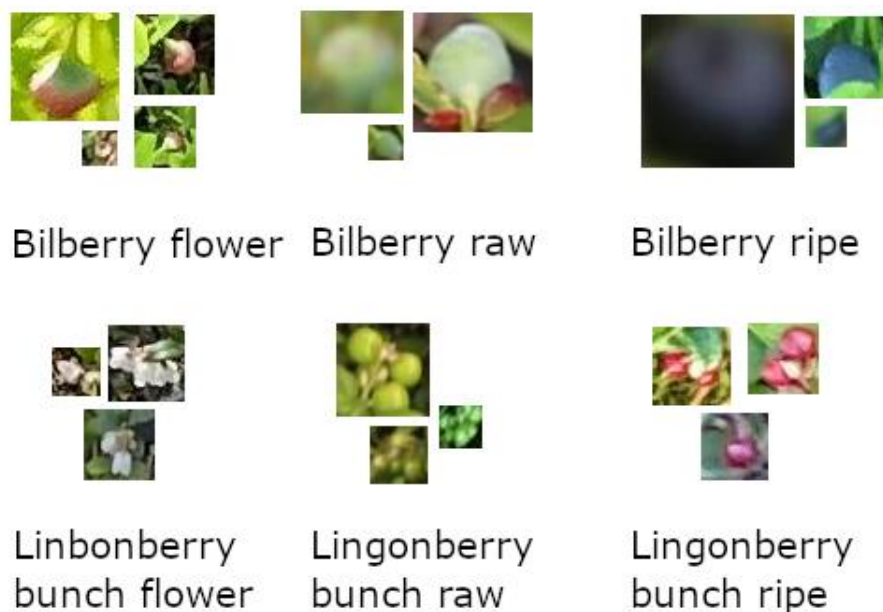 Bilberry flower
Bilberry raw
Bilberry ripe
Linbonberry
bunch flower
Lingonberry
bunch raw
Lingonberry
bunch ripe